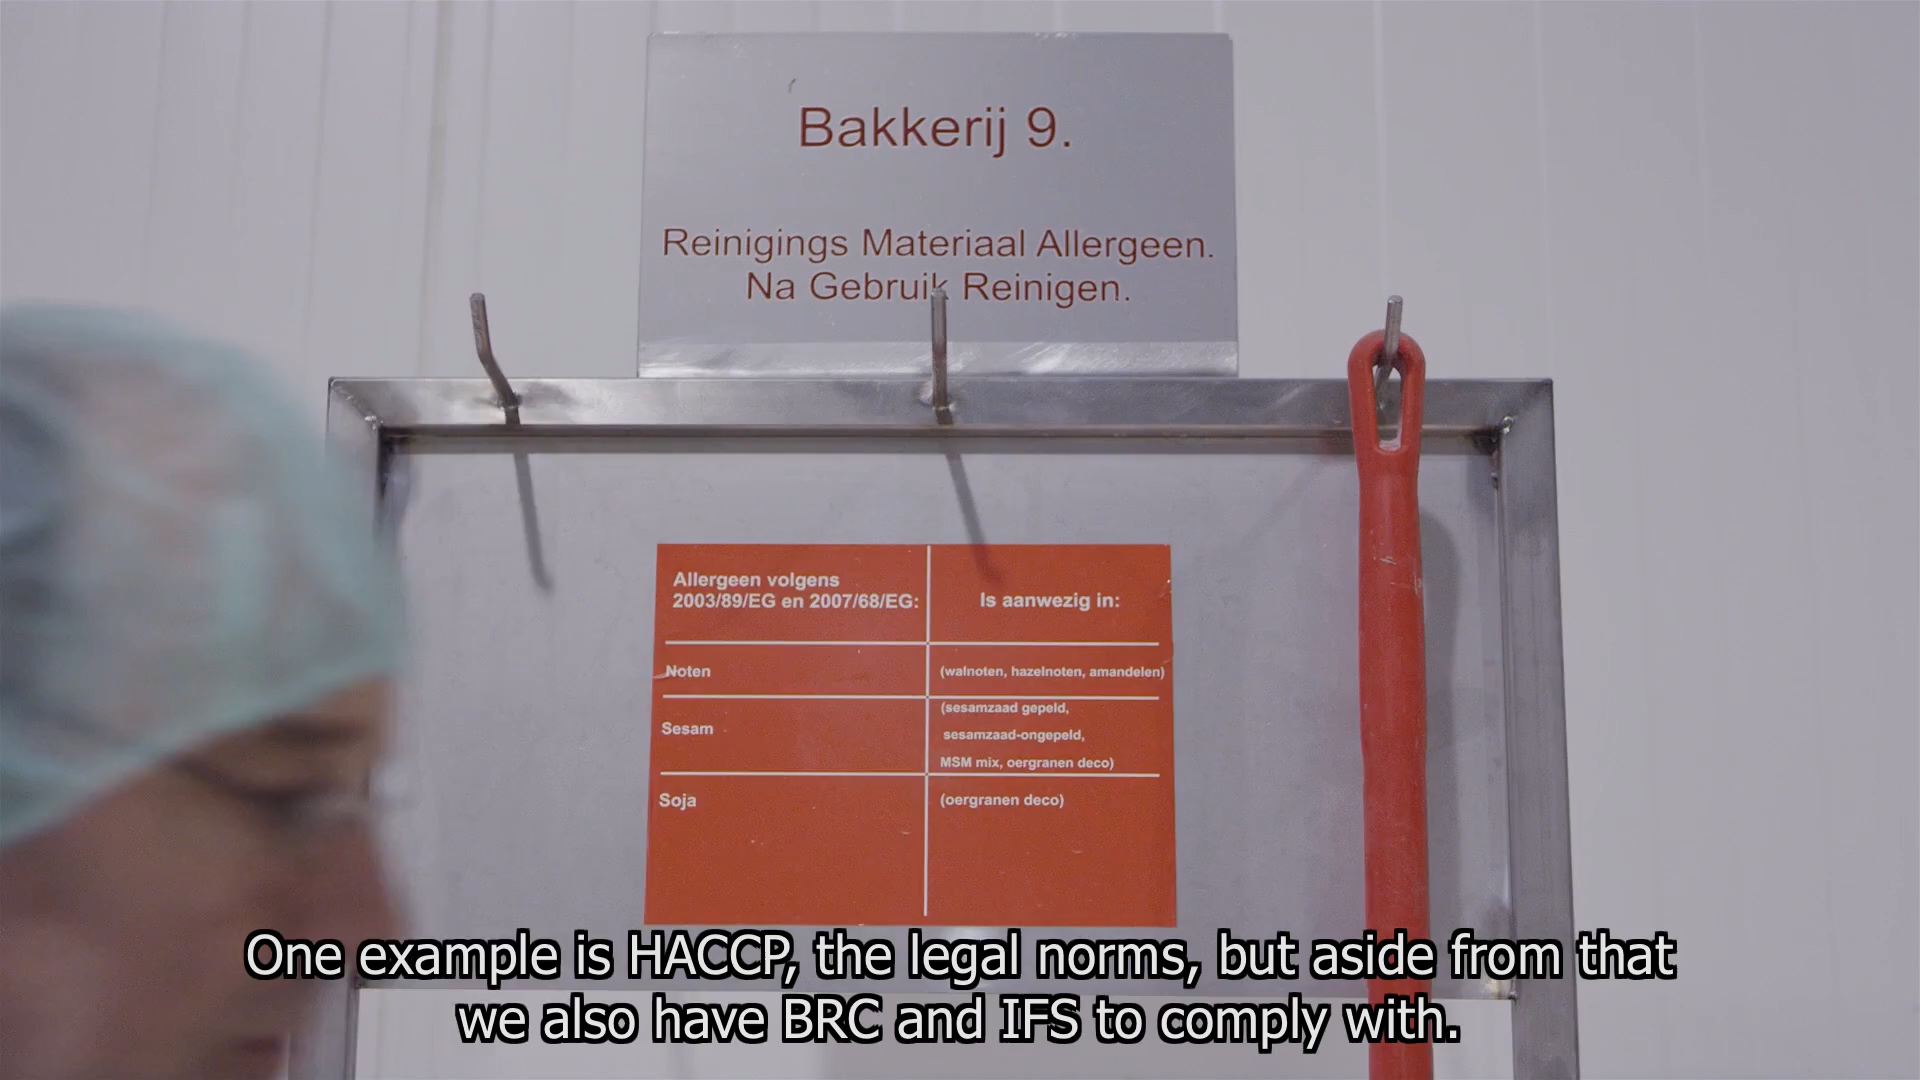 Bakkerij 9.
Reinigings Materiaal Allergeen.
Na Gebruik Reinigen.
Allergeen volgens
2003/89/EG en 2007/68/EG:
Is aanwezig in:
Noten
(walnoten, hazelnoten, amandelen)
Sesam
(sesamzaad gepeld,
sesamzaad-ongepeld,
MSM mix, oergranen deco)
Soja
(oergranen deco)
One example is HACCP, the legal norms, but aside from that
we also have BRC and IFS to comply with.